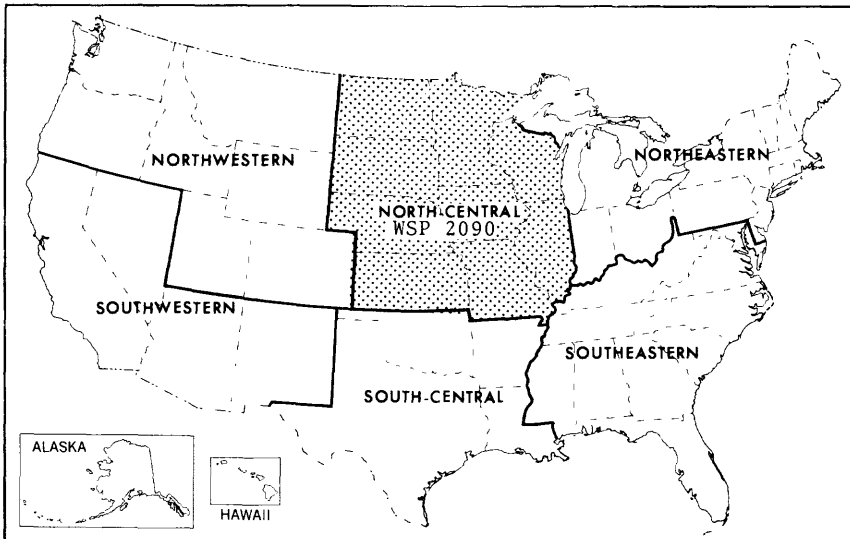 NORTHWESTERN
NORTHEASTERN
NORTH-CENTRAL
WSP 2090
SOUTHWESTERN
SOUTHEASTERN
SOUTH-CENTRAL
ALASKA
HAWAII